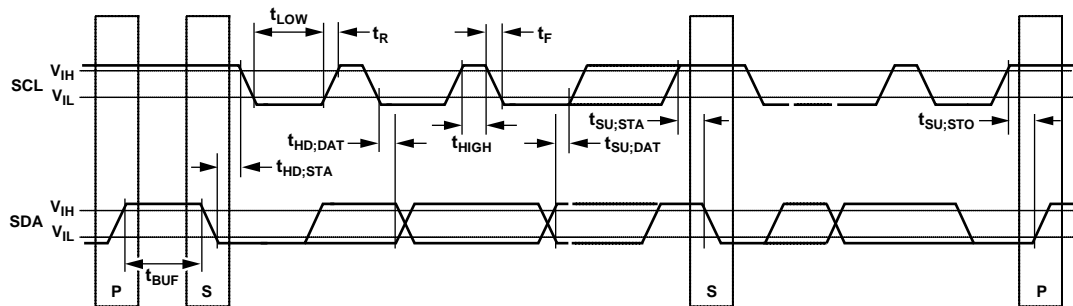 tLOW
tR
tF
VIH
SCL
VIL
tSU;STA
tSU;STO
tHD;DAT
tHIGH
tSU;DAT
tHD;STA
VIH
SDA
VIL
tBUF
P
S
S
P